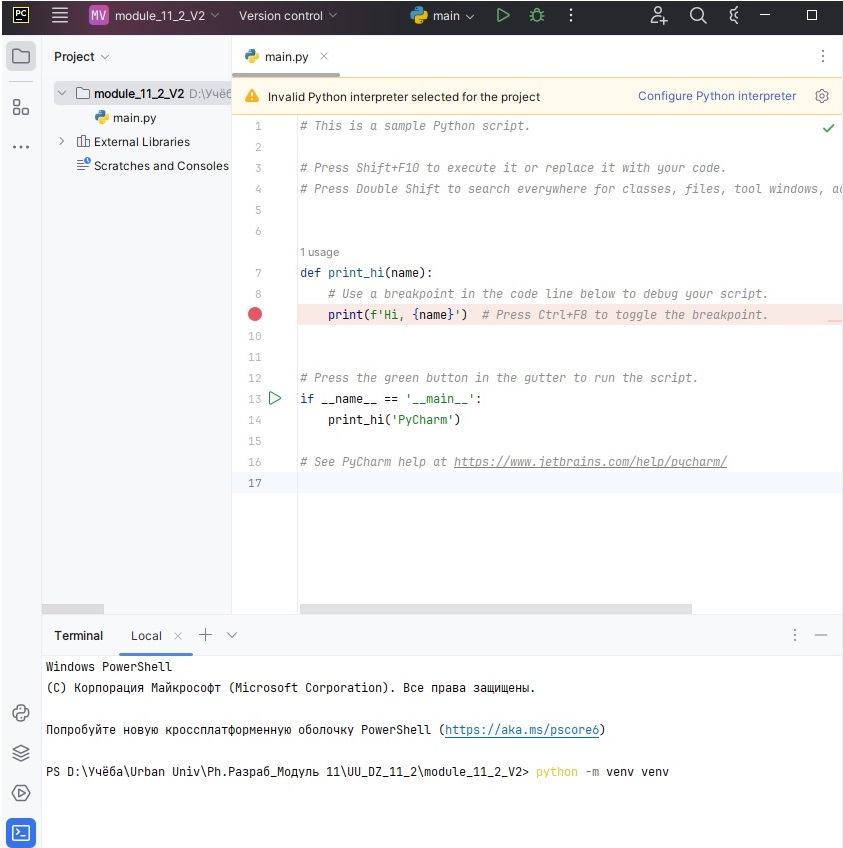 PC MV module_11_2_V2 Version control main
Project
main.py
module_11_2_V2 D:\Учёб
main.py
External Libraries
Scratches and Consoles
Invalid Python interpreter selected for the project Configure Python interpreter
1 # This is a sample Python script.
2
3 # Press Shift+F10 to execute it or replace it with your code.
4 # Press Double Shift to search everywhere for classes, files, tool windows,
5
6
1 usage
7 def print_hi(name):
8 # Use a breakpoint in the code line below to debug your script.
print(f'Hi, {name}') # Press Ctrl+F8 to toggle the breakpoint.
10
11
12 # Press the green button in the gutter to run the script.
13 if __name__ == '__main__':
14 print_hi('PyCharm')
15
16 # See PyCharm help at https://www.jetbrains.com/help/pycharm/
17
Terminal Local
Windows PowerShell
(C) Корпорация Майкрософт (Microsoft Corporation). Все права защищены.
Попробуйте новую кроссплатформенную оболочку PowerShell (https://aka.ms/pscore6)
PS D:\Учёба\Urban Univ\Ph.Разраб_Модуль 11\UU_DZ_11_2\module_11_2_V2> python -m venv venv